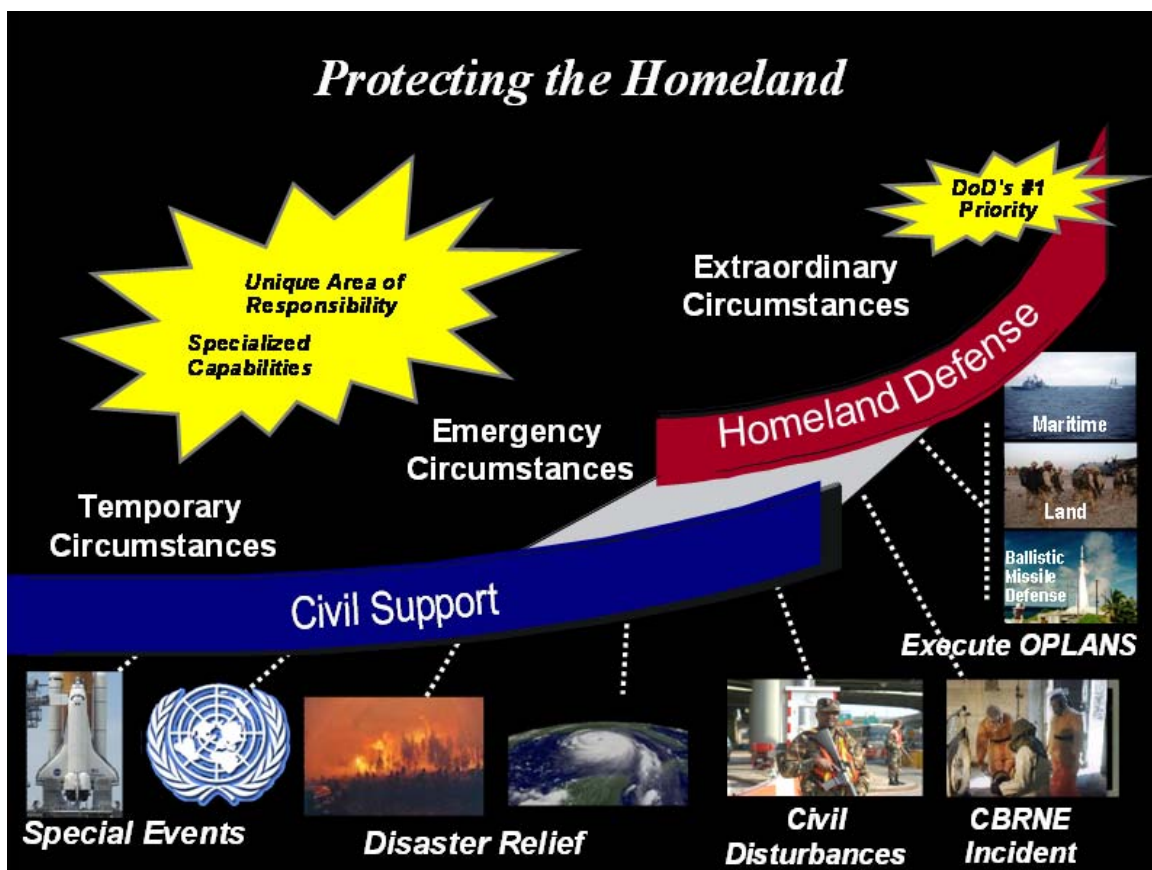 Protecting the Homeland
DoD's #1
Priority
Unique Area of
Responsibility
Specialized
Capabilities
Extraordinary
Circumstances
Homeland Defense
Emergency
Circumstances
Temporary
Circumstances
Civil Support
Maritime
Land
Ballistic
Missile
Defense
Execute OPLANS
Special Events
Disaster Relief
Civil
Disturbances
CBRNE
Incident